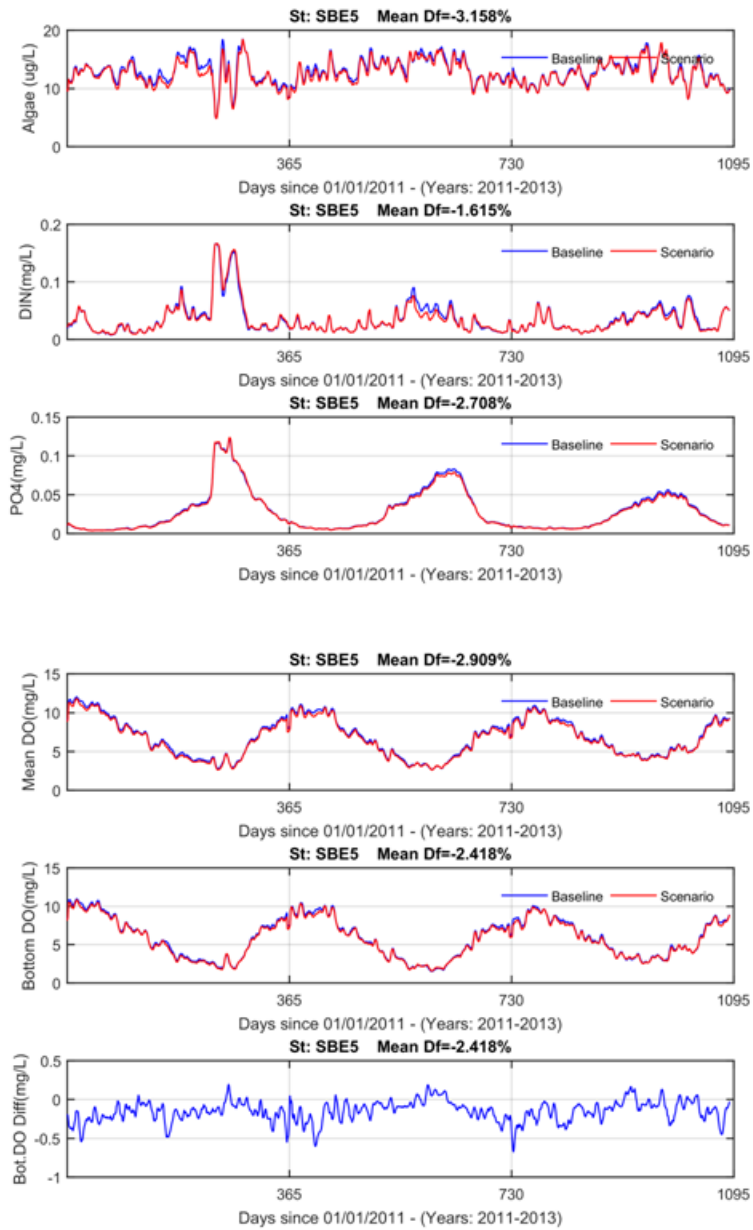 St: SBE5 Mean Df=-3.158%
20
Baseline Scenario
10
Algae (ug/L)
0
365 730 1095
Days since 01/01/2011 - (Years: 2011-2013)
St: SBE5 Mean Df=-1.615%
0.2
Baseline Scenario
0.1
DIN(mg/L)
0
365 730 1095
Days since 01/01/2011 - (Years: 2011-2013)
St: SBE5 Mean Df=-2.708%
0.15
Baseline Scenario
0.1
PO4(mg/L)
0.05
0
365 730 1095
Days since 01/01/2011 - (Years: 2011-2013)
St: SBE5 Mean Df=-2.909%
15
Baseline Scenario
10
Mean DO(mg/L)
5
0
365 730 1095
Days since 01/01/2011 - (Years: 2011-2013)
St: SBE5 Mean Df=-2.418%
15
Baseline Scenario
10
Bottom DO(mg/L)
5
0
365 730 1095
Days since 01/01/2011 - (Years: 2011-2013)
St: SBE5 Mean Df=-2.418%
0.5
0
Bot.DO Diff(mg/L)
-0.5
-1
365 730 1095
Days since 01/01/2011 - (Years: 2011-2013)